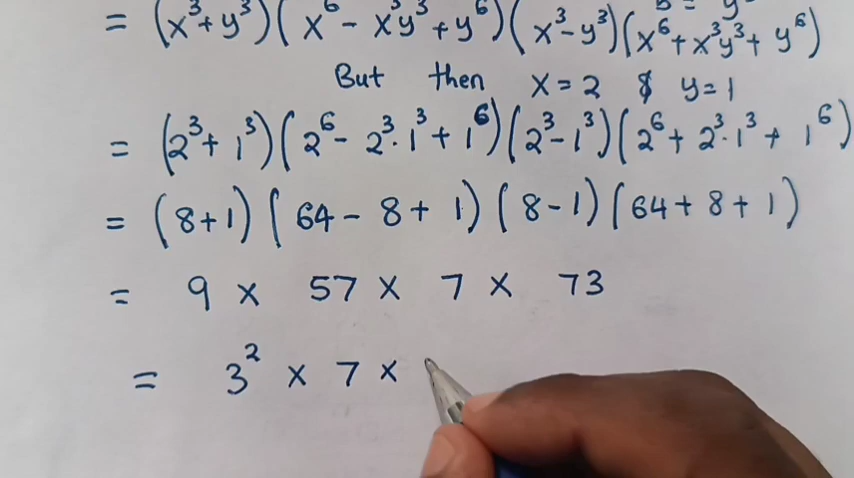 = (x³+y³)(x⁶ - x³y³ + y⁶)(x³-y³)(x⁶+x³y³+ y⁶)
But then x = 2 $ y = 1
= (2³+ 1³)(2⁶ - 2³·1³ + 1⁶)(2³-1³)(2⁶ + 2³·1³ + 1⁶)
= (8+1)(64 - 8 + 1)(8-1)(64 + 8 + 1)
= 9 × 57 × 7 × 73
= 3² × 7 ×